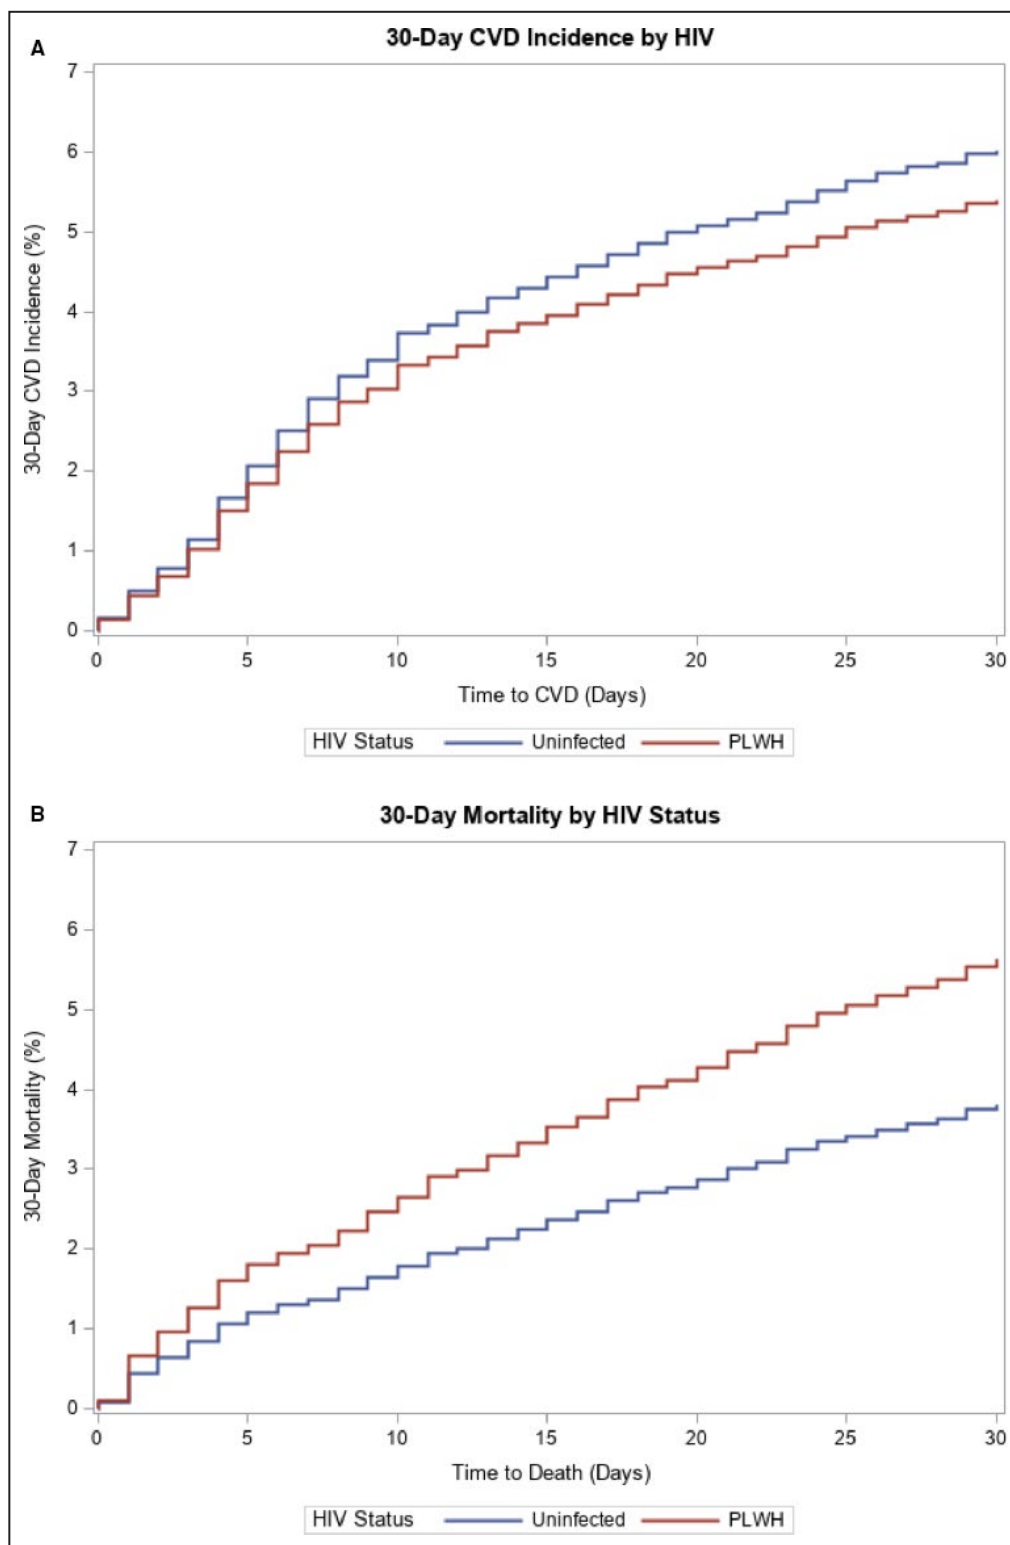 A
30-Day CVD Incidence by HIV
7
6
5
4
3
2
1
0
30-Day CVD Incidence (%)
0 5 10 15 20 25 30
Time to CVD (Days)
HIV Status Uninfected PLWH
B
30-Day Mortality by HIV Status
7
6
5
4
3
2
1
0
30-Day Mortality (%)
0 5 10 15 20 25 30
Time to Death (Days)
HIV Status Uninfected PLWH